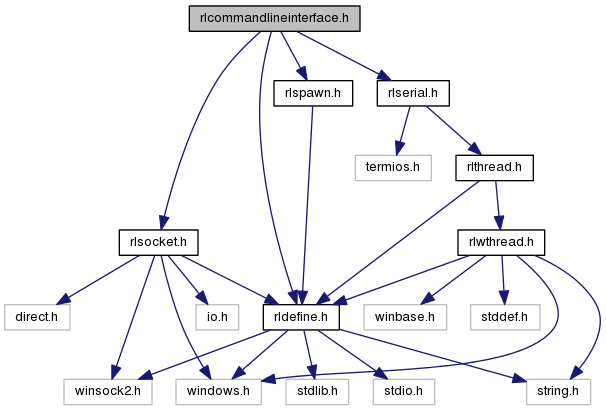 rlcommandlineinterface.h
rlspawn.h
rlserial.h
termios.h
rlthread.h
rlsocket.h
rlwthread.h
direct.h
io.h
rldefine.h
winbase.h
stddef.h
winsock2.h
windows.h
stdlib.h
stdio.h
string.h